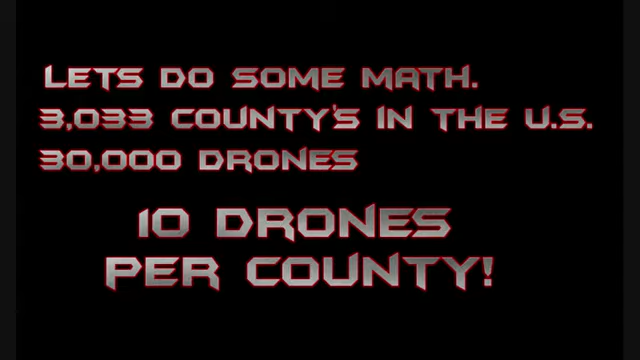 LETS DO SOME MATH.
3,033 COUNTY'S IN THE U.S.
30,000 DRONES
10 DRONES
PER COUNTY!